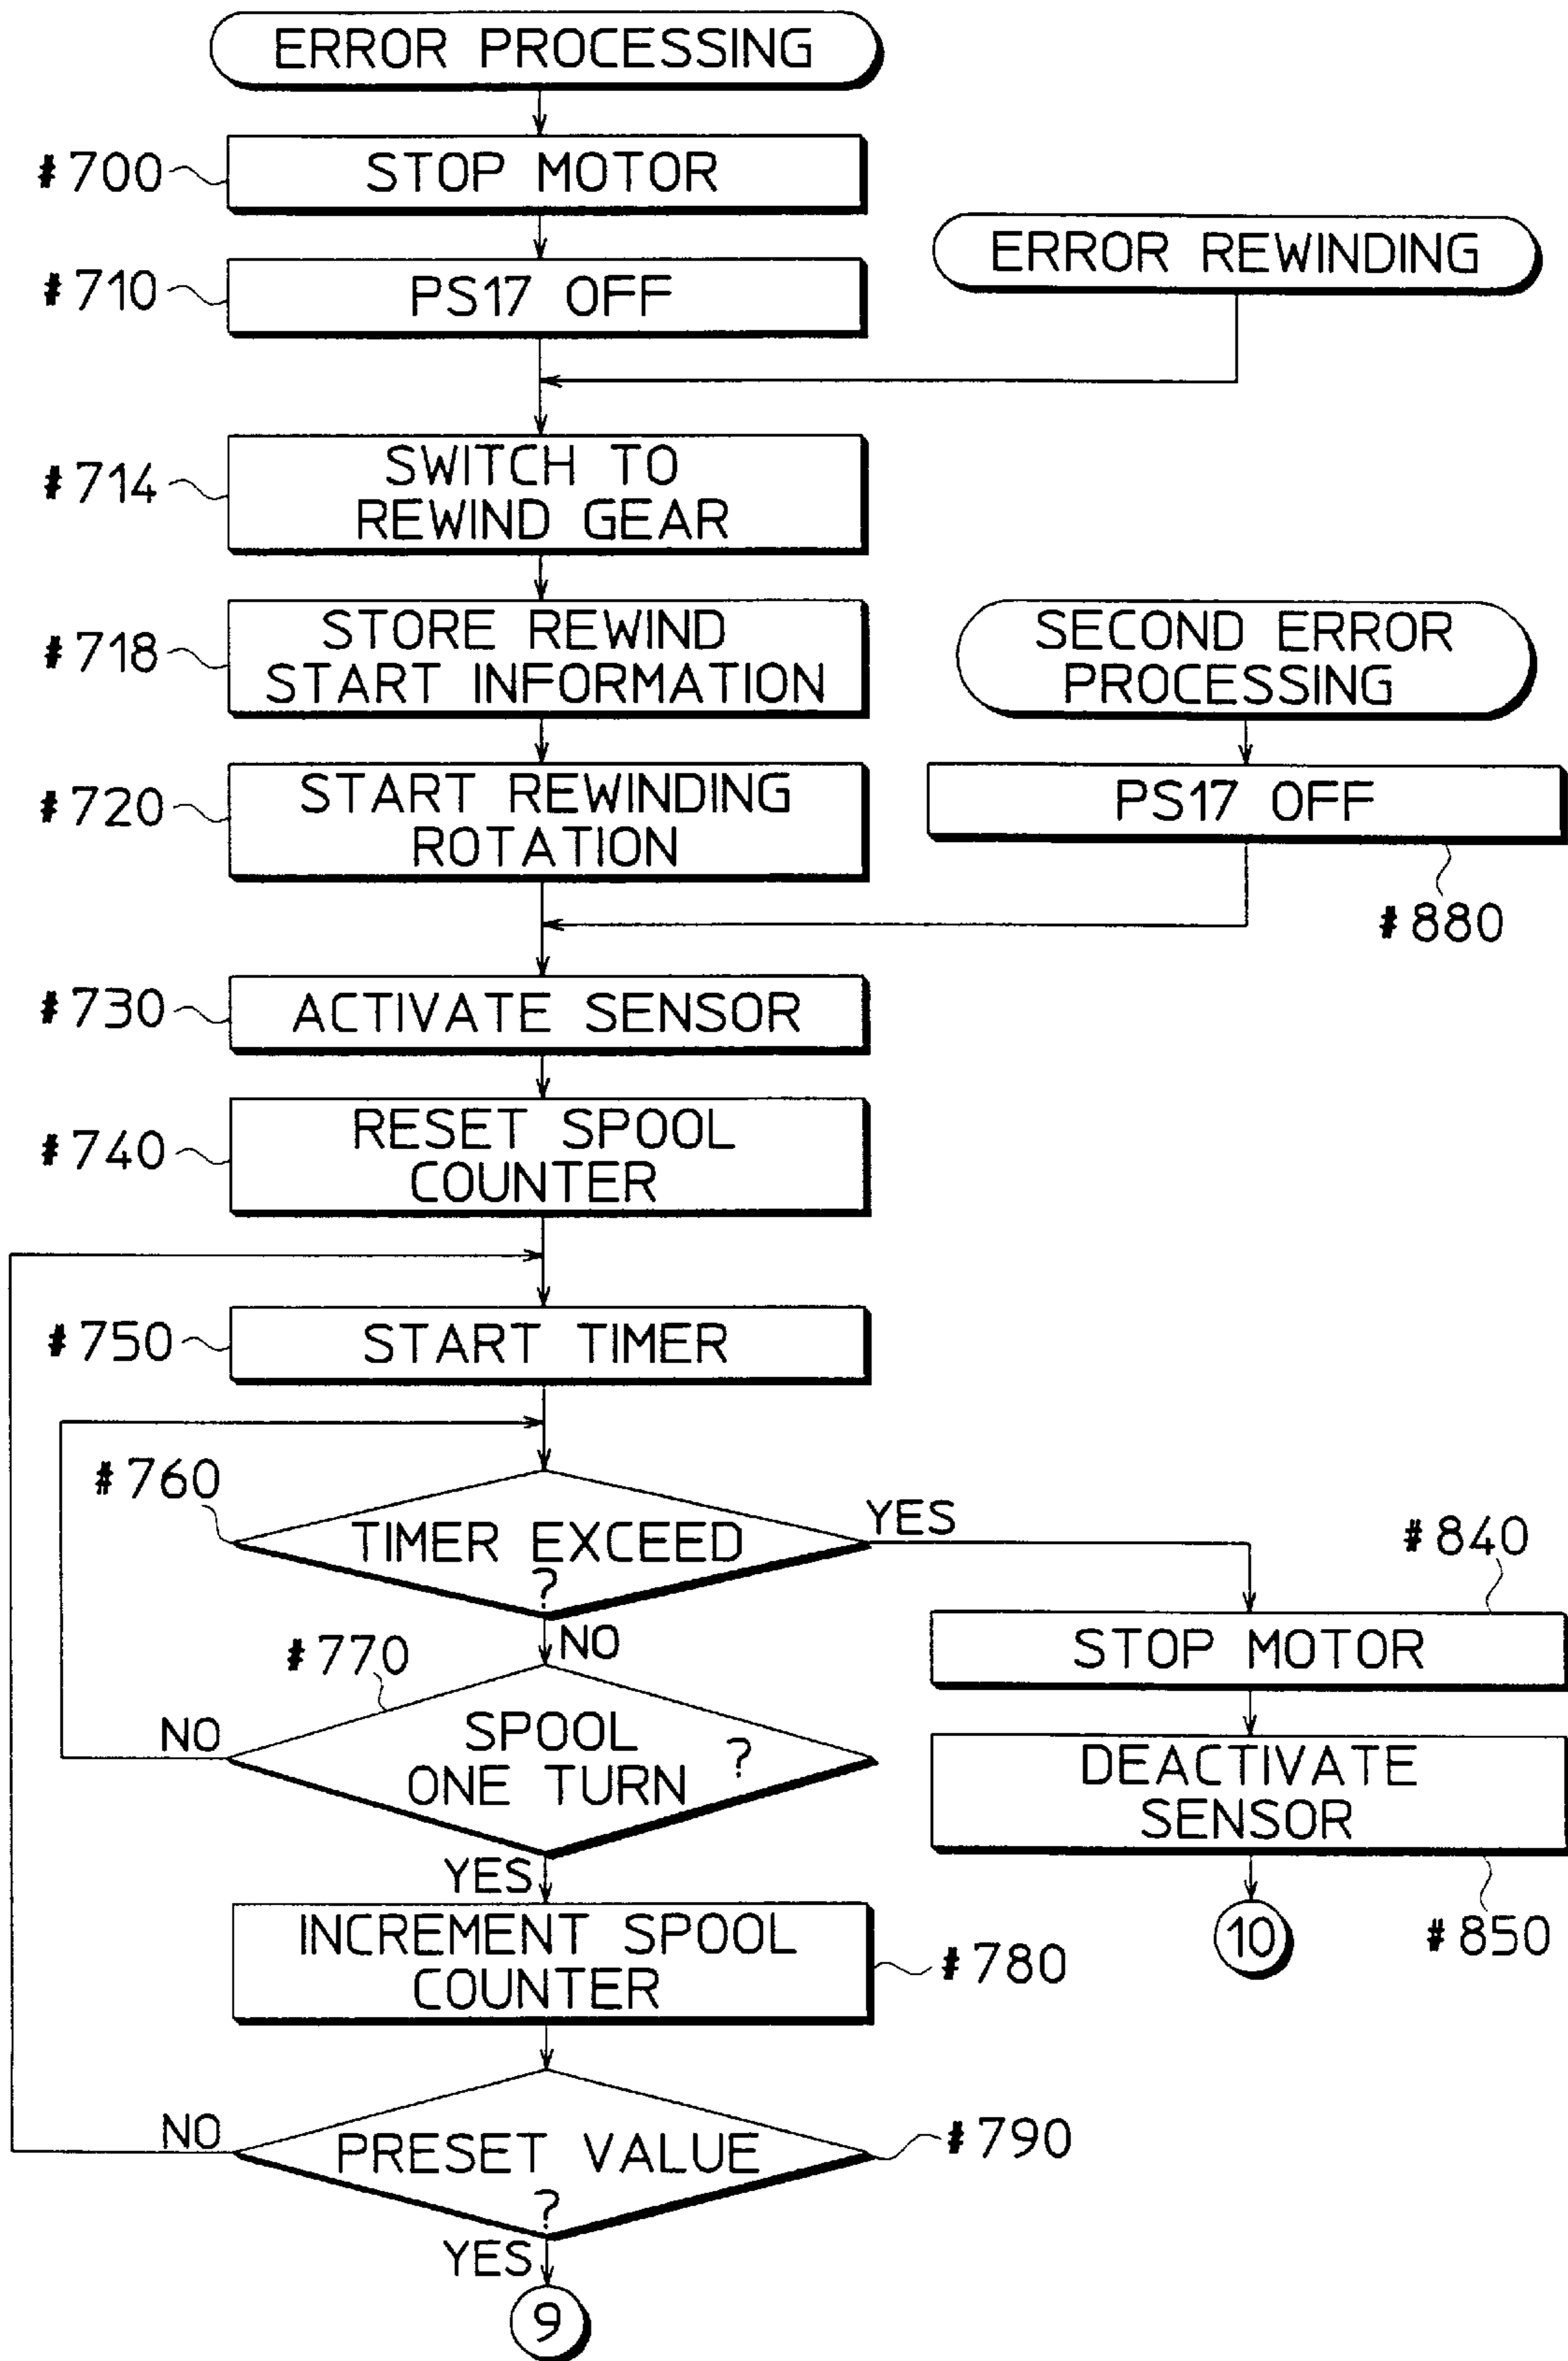 ERROR PROCESSING
#700
STOP MOTOR
#710
PS17 OFF
ERROR REWINDING
#714
SWITCH TO
REWIND GEAR
#718
STORE REWIND
START INFORMATION
SECOND ERROR
PROCESSING
#720
START REWINDING
ROTATION
PS17 OFF
#880
#730
ACTIVATE SENSOR
#740
RESET SPOOL
COUNTER
#750
START TIMER
#760
TIMER EXCEED
?
YES
NO
#840
STOP MOTOR
#770
SPOOL
ONE TURN ?
NO
YES
DEACTIVATE
SENSOR
#850
10
INCREMENT SPOOL
COUNTER
#780
PRESET VALUE
?
#790
NO
YES
9